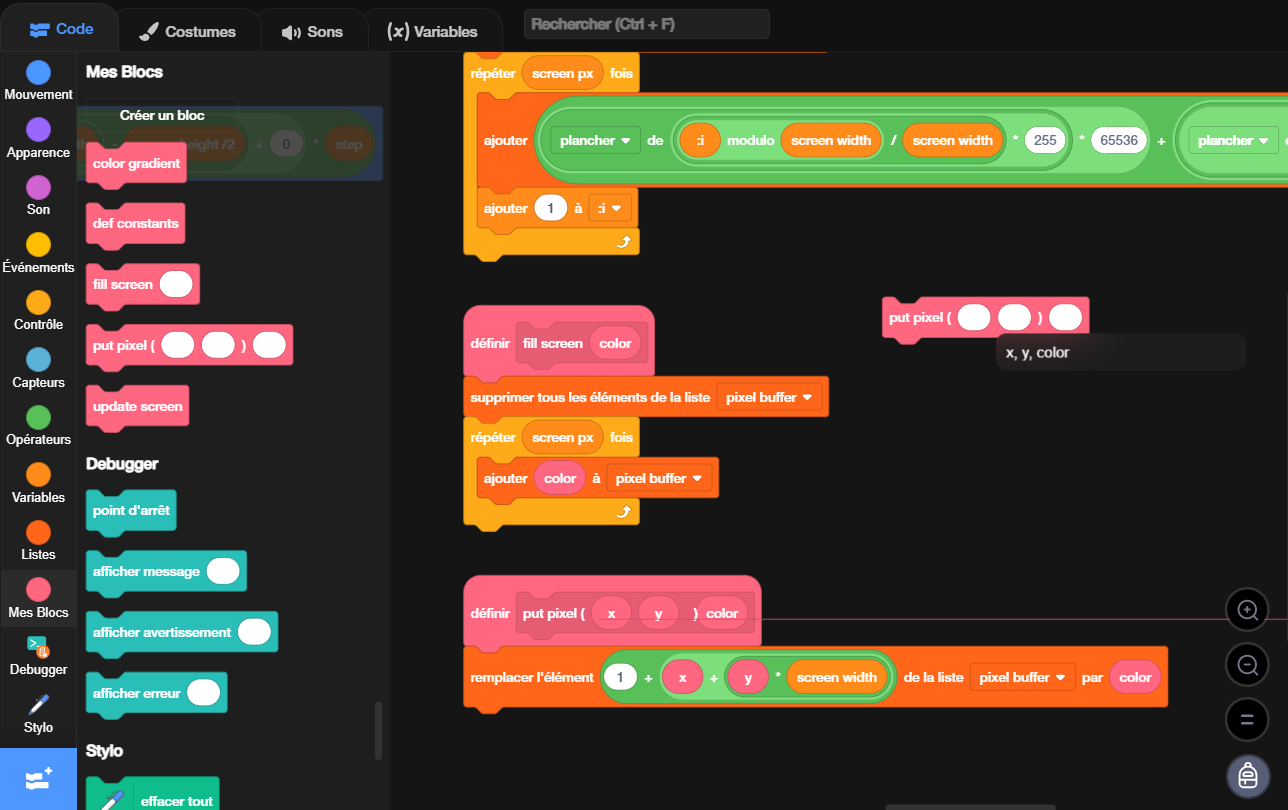 Code
Costumes
Sons
(x) Variables
Rechercher (Ctrl + F)
Mouvement
Apparence
Son
Événements
Contrôle
Capteurs
Opérateurs
Variables
Listes
Mes Blocs
Debugger
Stylo
Mes Blocs
Créer un bloc
height /2 + 0 * step
color gradient
def constants
fill screen
put pixel ( )
update screen
Debugger
point d'arrêt
afficher message
afficher avertissement
afficher erreur
Stylo
effacer tout
répéter screen px fois
ajouter plancher de :i modulo screen width / screen width * 255 * 65536 + plancher
ajouter 1 à :i
définir fill screen color
supprimer tous les éléments de la liste pixel buffer
répéter screen px fois
ajouter color à pixel buffer
put pixel ( )
x, y, color
définir put pixel ( x y ) color
remplacer l'élément 1 + x + y * screen width de la liste pixel buffer par color